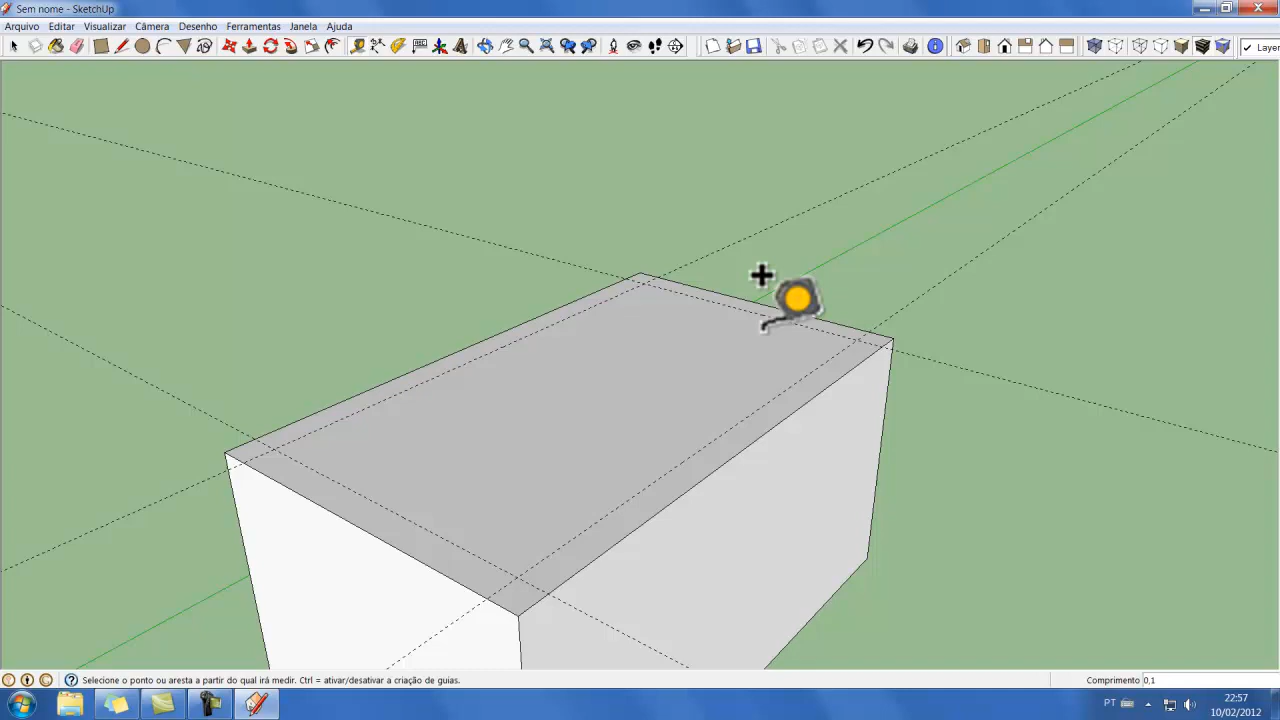 Sem nome - SketchUp
Arquivo Editar Visualizar Câmera Desenho Ferramentas Janela Ajuda
Layer
Selecione o ponto ou aresta a partir do qual irá medir. Ctrl = ativar/desativar a criação de guias.
Comprimento 0,1
PT
22:57
10/02/2012